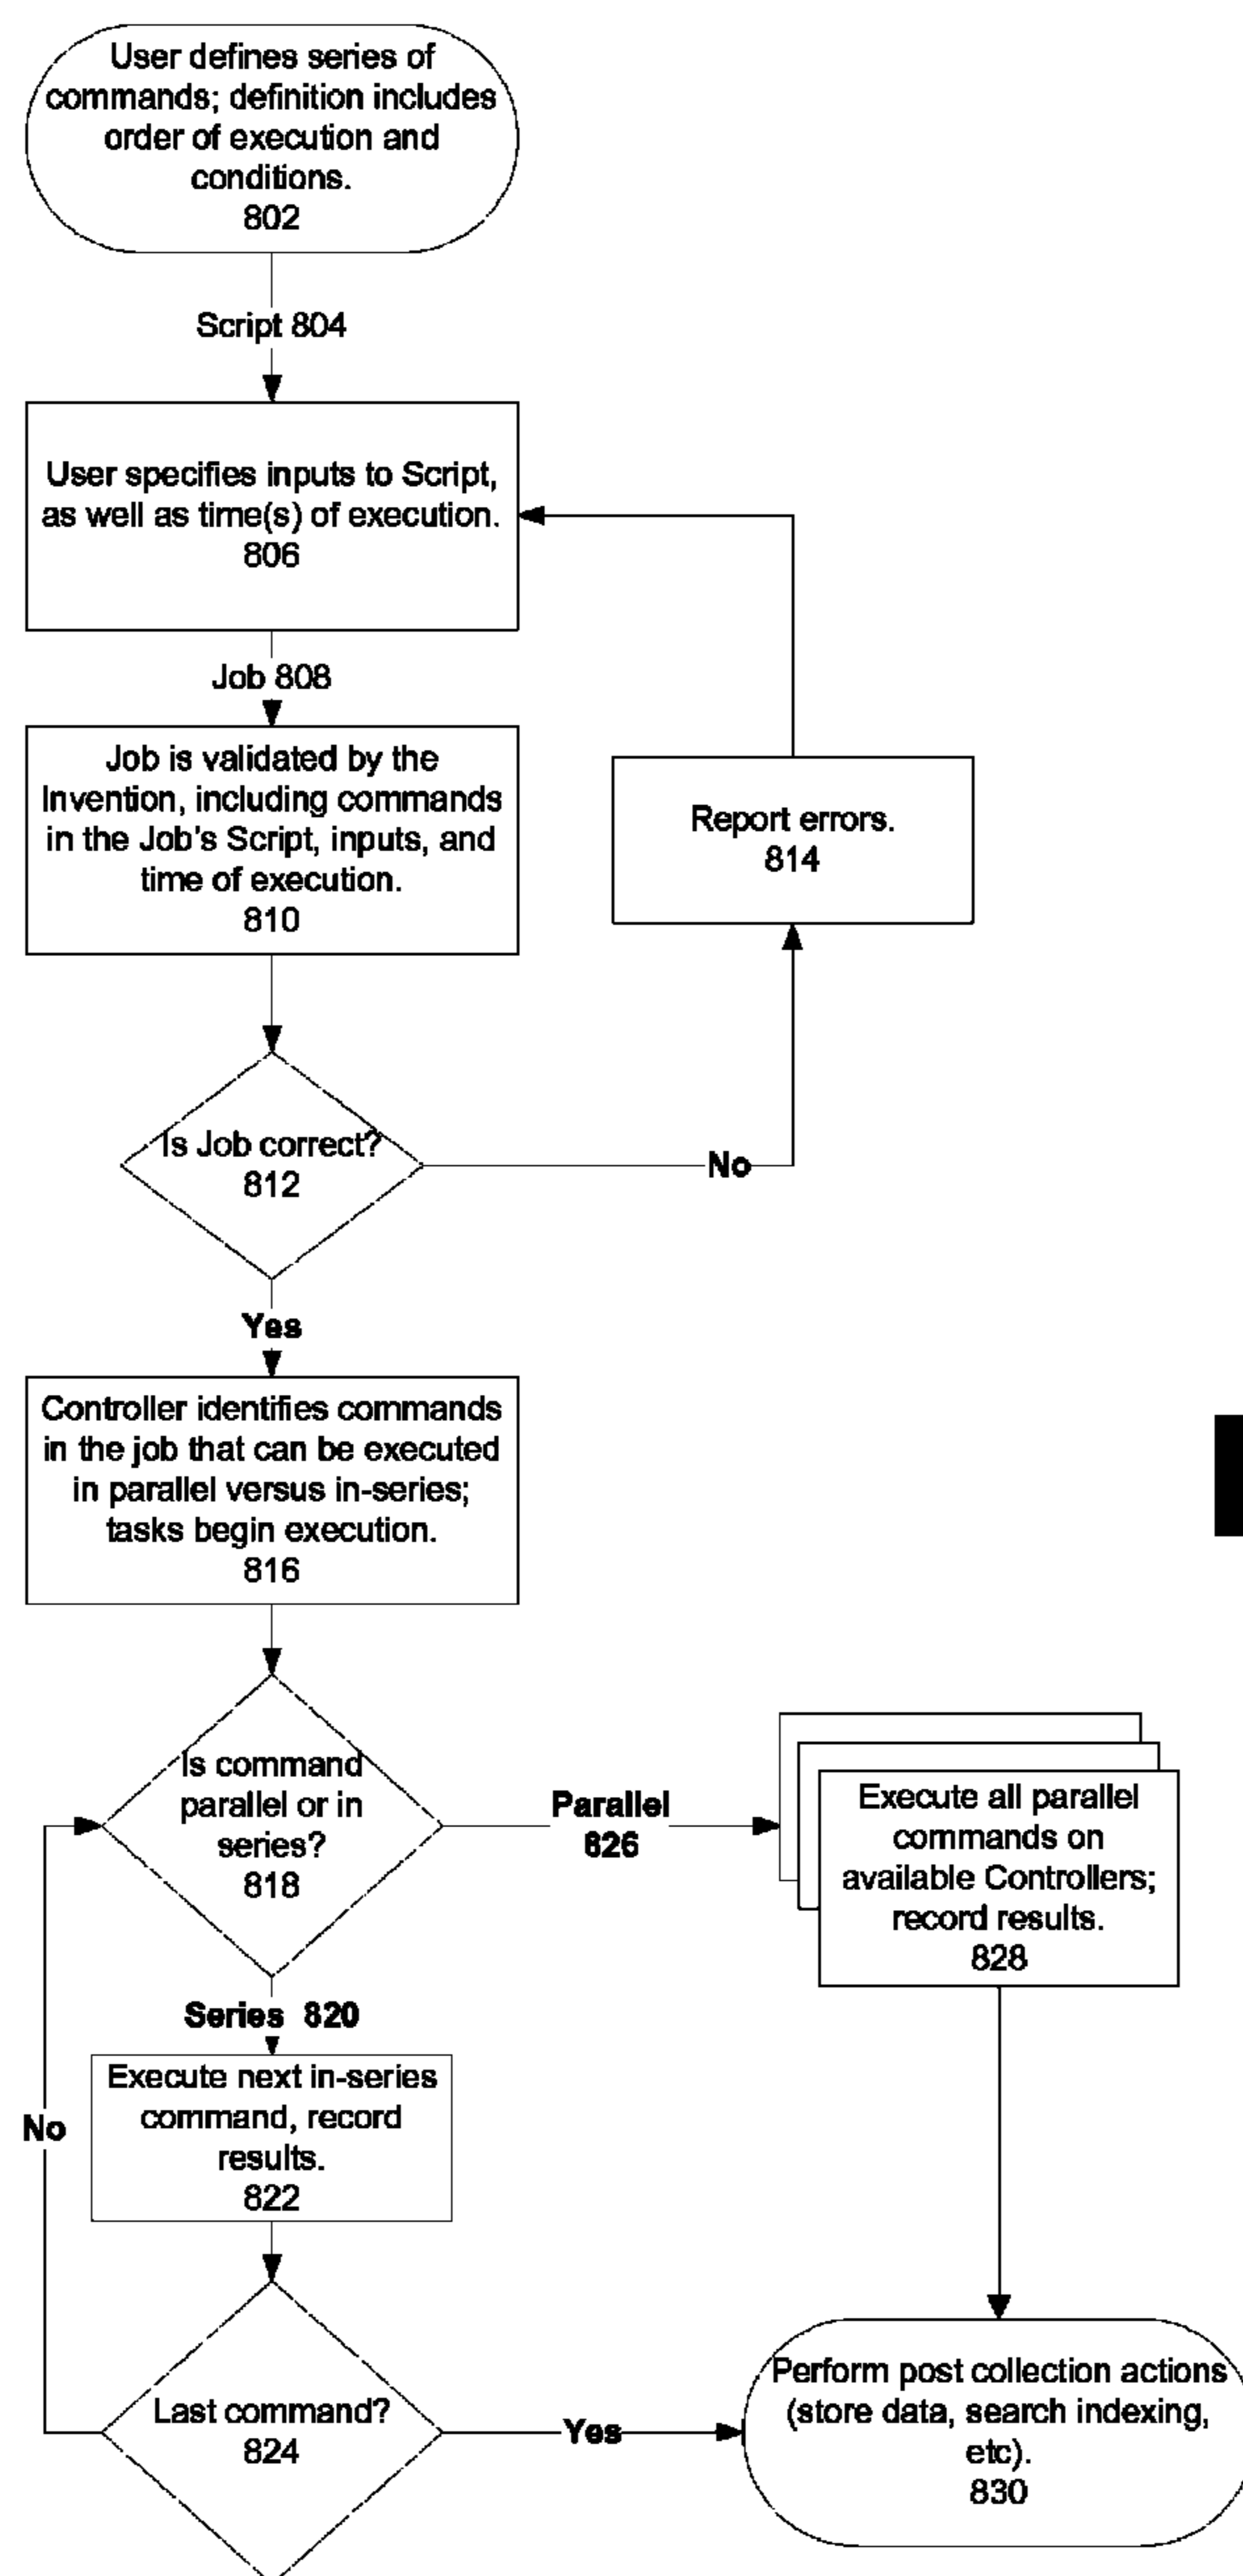 User defines series of
commands; definition includes
order of execution and
conditions.
802
Script 804
User specifies inputs to Script,
as well as time(s) of execution.
806
Job 808
Job is validated by the
Invention, including commands
in the Job's Script, inputs, and
time of execution.
810
Report errors.
814
Is Job correct?
812
No
Yes
Controller identifies commands
in the job that can be executed
in parallel versus in-series;
tasks begin execution.
816
Is command
parallel or in
series?
818
Parallel
826
Execute all parallel
commands on
available Controllers;
record results.
828
Series 820
Execute next in-series
command, record
results.
822
No
Last command?
824
Yes
Perform post collection actions
(store data, search indexing,
etc).
830